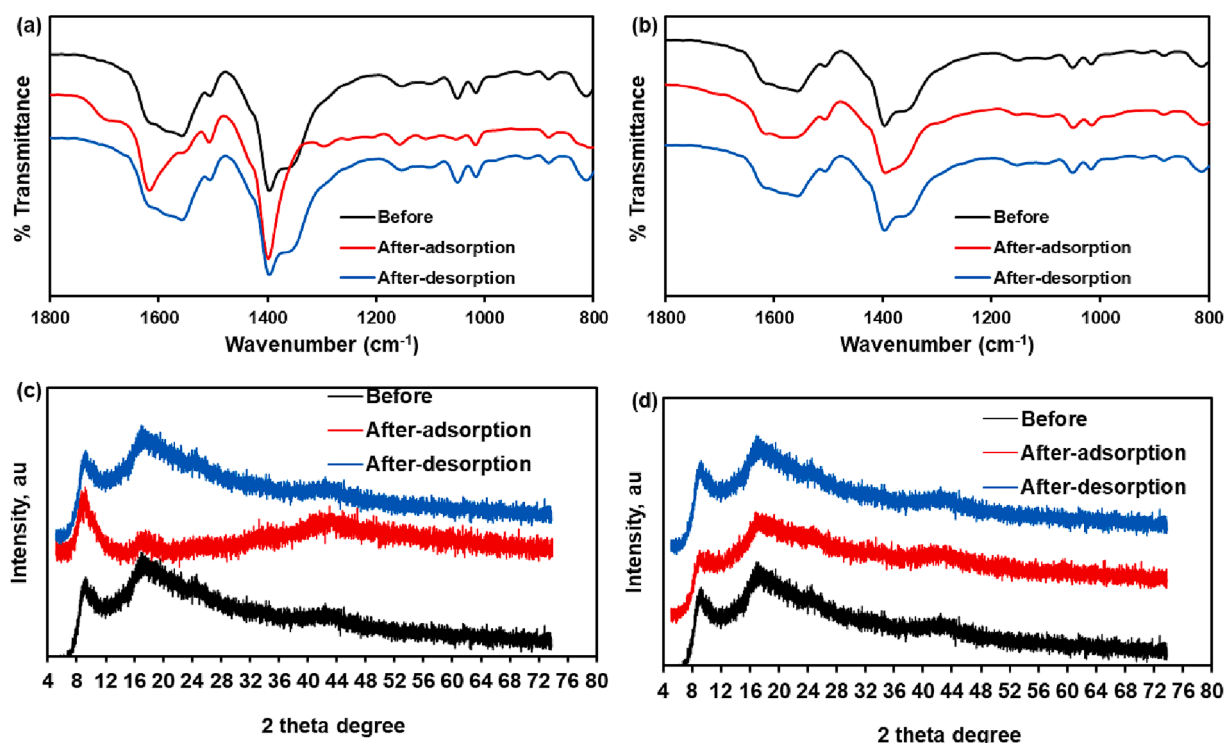 (a)
% Transmittance
Before
After-adsorption
After-desorption
1800 1600 1400 1200 1000 800
Wavenumber (cm⁻¹)
(b)
% Transmittance
Before
After-adsorption
After-desorption
1800 1600 1400 1200 1000 800
Wavenumber (cm⁻¹)
(c)
Intensity, au
Before
After-adsorption
After-desorption
4 8 12 16 20 24 28 32 36 40 44 48 52 56 60 64 68 72 76 80
2 theta degree
(d)
Intensity, au
Before
After-adsorption
After-desorption
4 8 12 16 20 24 28 32 36 40 44 48 52 56 60 64 68 72 76 80
2 theta degree